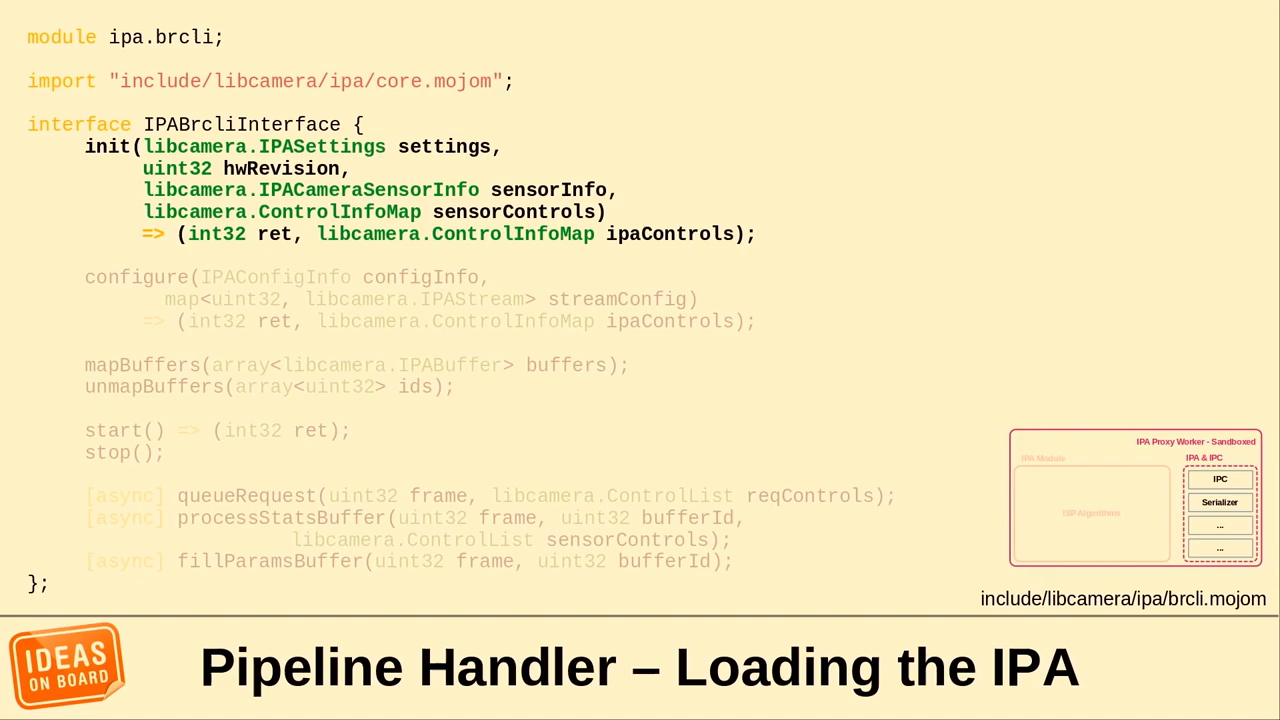 module ipa.brcli;
import "include/libcamera/ipa/core.mojom";
interface IPABrcliInterface {
init(libcamera.IPASettings settings,
uint32 hwRevision,
libcamera.IPACameraSensorInfo sensorInfo,
libcamera.ControlInfoMap sensorControls)
=> (int32 ret, libcamera.ControlInfoMap ipaControls);
configure(IPAConfigInfo configInfo,
map<uint32, libcamera.IPAStream> streamConfig)
=> (int32 ret, libcamera.ControlInfoMap ipaControls);
mapBuffers(array<libcamera.IPABuffer> buffers);
unmapBuffers(array<uint32> ids);
start() => (int32 ret);
stop();
[async] queueRequest(uint32 frame, libcamera.ControlList reqControls);
[async] processStatsBuffer(uint32 frame, uint32 bufferId,
libcamera.ControlList sensorControls);
[async] fillParamsBuffer(uint32 frame, uint32 bufferId);
};
IPA Proxy Worker - Sandboxed
IPA Module
IPA & IPC
ISP Algorithms
IPC
Serializer
...
...
include/libcamera/ipa/brcli.mojom
IDEAS
ON BOARD
Pipeline Handler – Loading the IPA